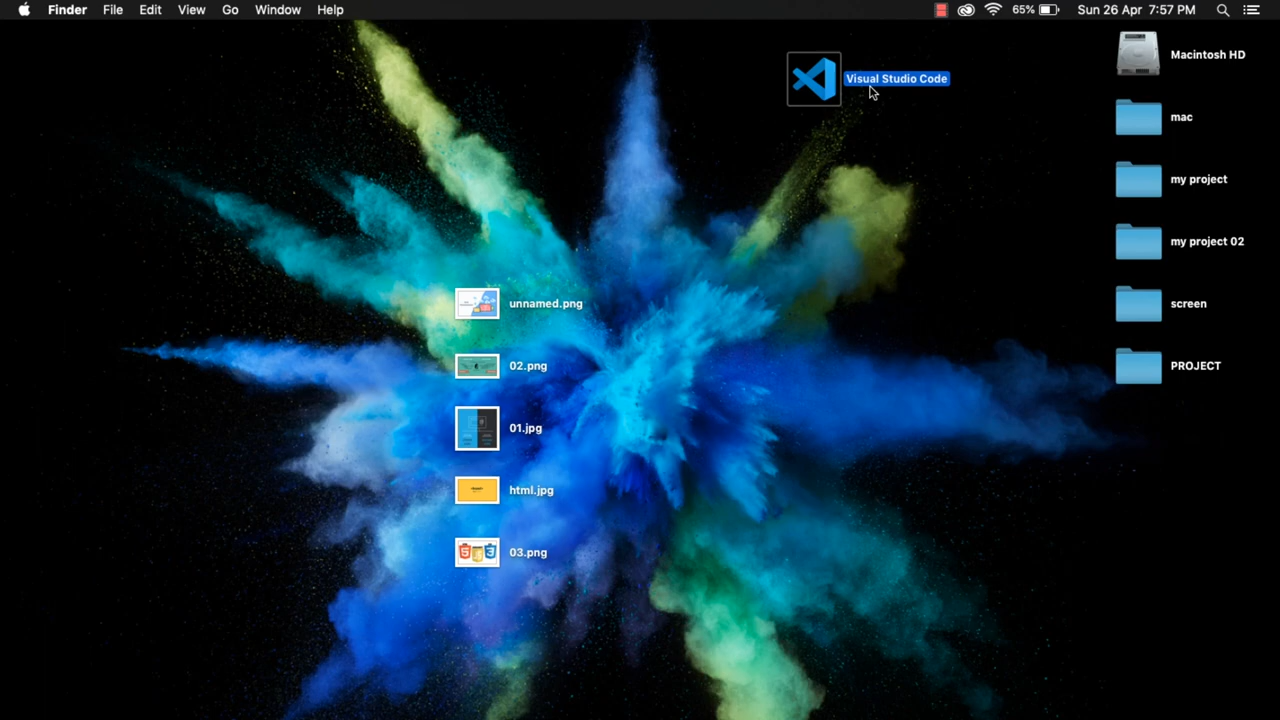 Finder File Edit View Go Window Help 65% Sun 26 Apr 7:57 PM
Visual Studio Code
Macintosh HD
mac
my project
my project 02
screen
PROJECT
unnamed.png
02.png
01.jpg
html.jpg
03.png